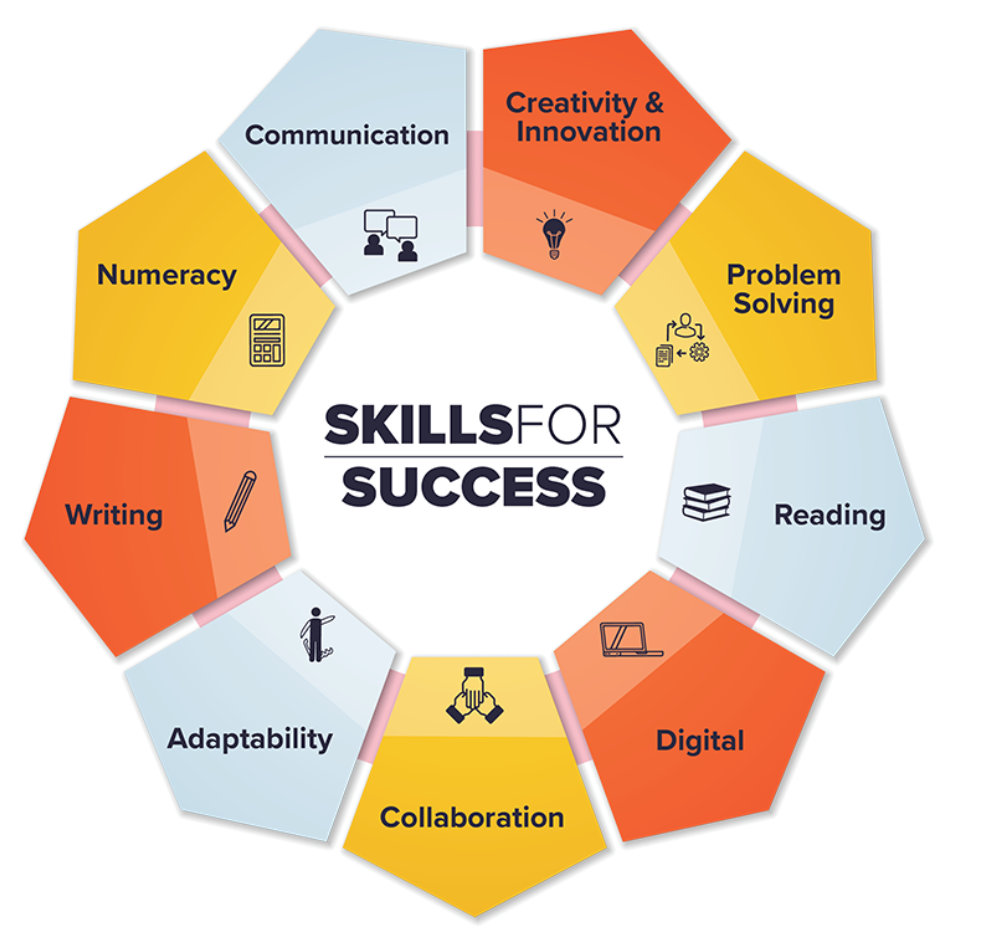 Communication
Creativity &
Innovation
Numeracy
Problem
Solving
SKILLSFOR
SUCCESS
Writing
Reading
Adaptability
Digital
Collaboration